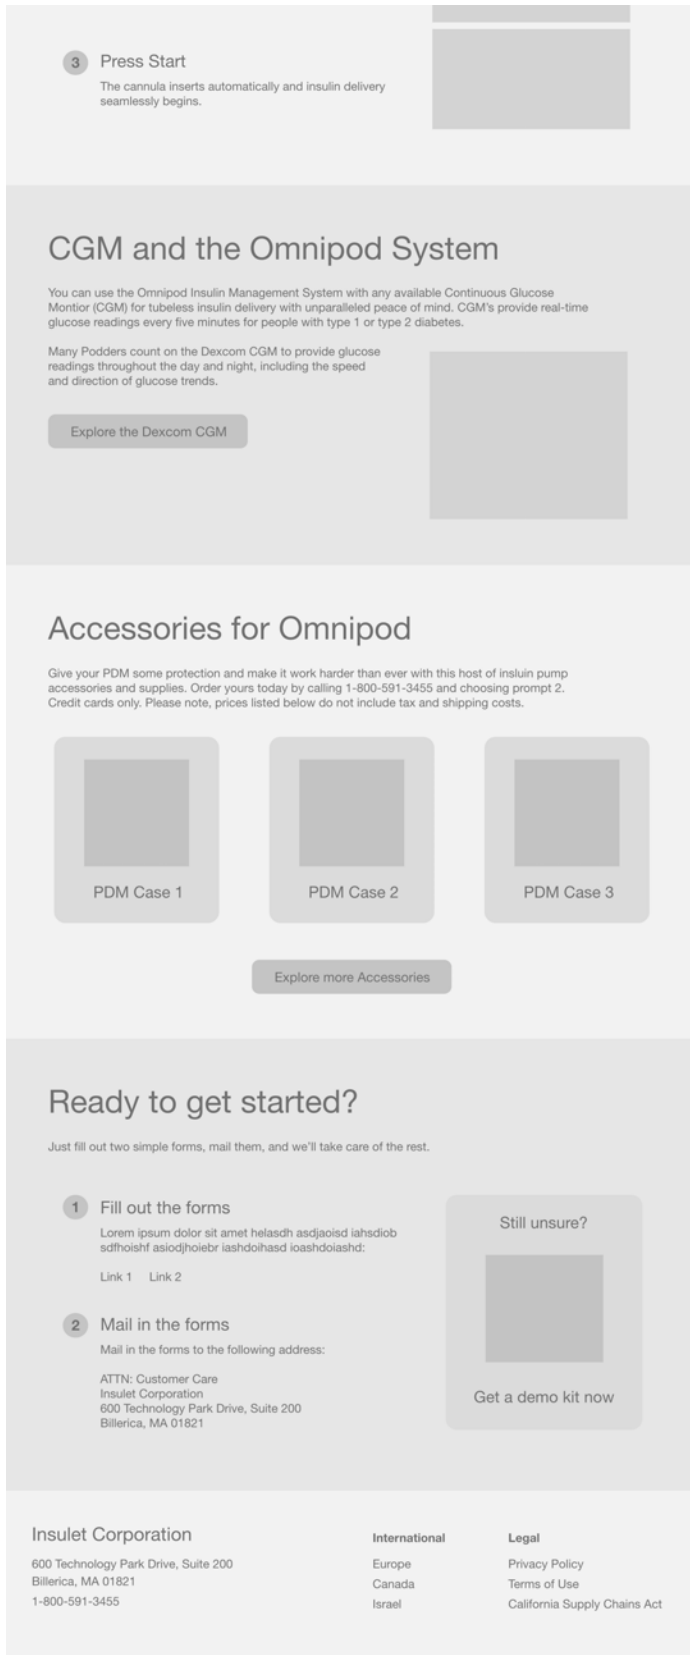 3 Press Start
The cannula inserts automatically and insulin delivery
seamlessly begins.
CGM and the Omnipod System
You can use the Omnipod Insulin Management System with any available Continuous Glucose
Montior (CGM) for tubeless insulin delivery with unparalleled peace of mind. CGM's provide real-time
glucose readings every five minutes for people with type 1 or type 2 diabetes.
Many Podders count on the Dexcom CGM to provide glucose
readings throughout the day and night, including the speed
and direction of glucose trends.
Explore the Dexcom CGM
Accessories for Omnipod
Give your PDM some protection and make it work harder than ever with this host of insluin pump
accessories and supplies. Order yours today by calling 1-800-591-3455 and choosing prompt 2.
Credit cards only. Please note, prices listed below do not include tax and shipping costs.
PDM Case 1
PDM Case 2
PDM Case 3
Explore more Accessories
Ready to get started?
Just fill out two simple forms, mail them, and we'll take care of the rest.
1 Fill out the forms
Lorem ipsum dolor sit amet helasdh asdjaoisd iahsdiob
sdfhoishf asiodjhoiebr iashdoihasd ioashdoiashd:
Link 1 Link 2
2 Mail in the forms
Mail in the forms to the following address:
ATTN: Customer Care
Insulet Corporation
600 Technology Park Drive, Suite 200
Billerica, MA 01821
Still unsure?
Get a demo kit now
Insulet Corporation
600 Technology Park Drive, Suite 200
Billerica, MA 01821
1-800-591-3455
International
Europe
Canada
Israel
Legal
Privacy Policy
Terms of Use
California Supply Chains Act